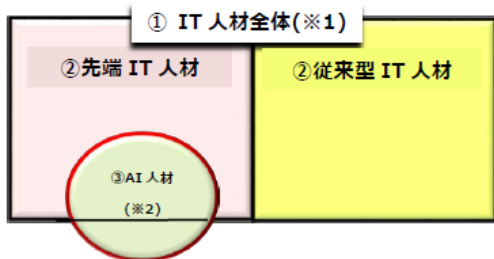 ① IT 人材全体(※1)
②先端 IT 人材
②従来型 IT 人材
③AI 人材
(※2)